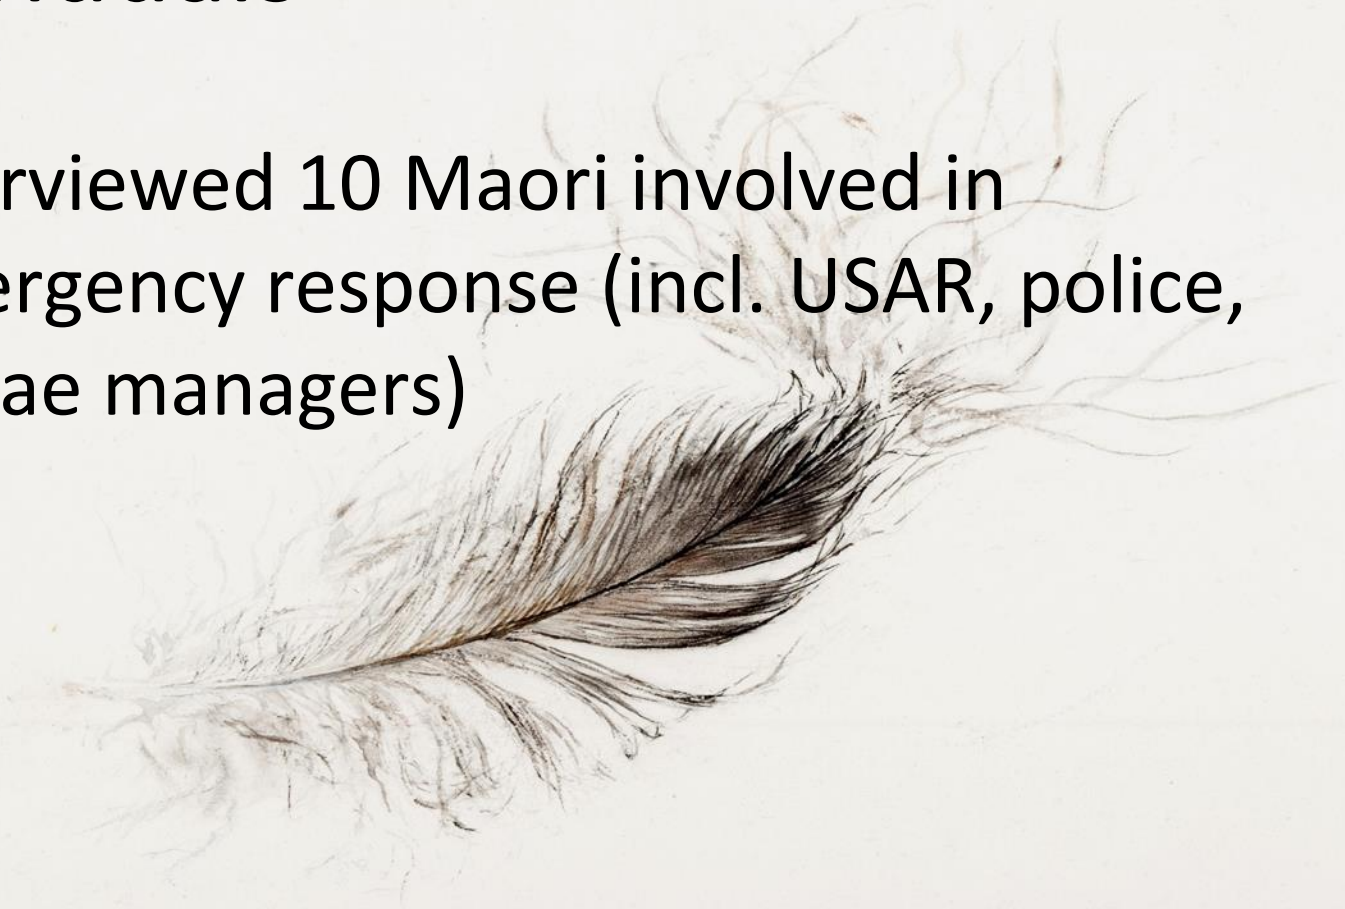 rviewed 10 Maori involved in
ergency response (incl. USAR, police,
ae managers)